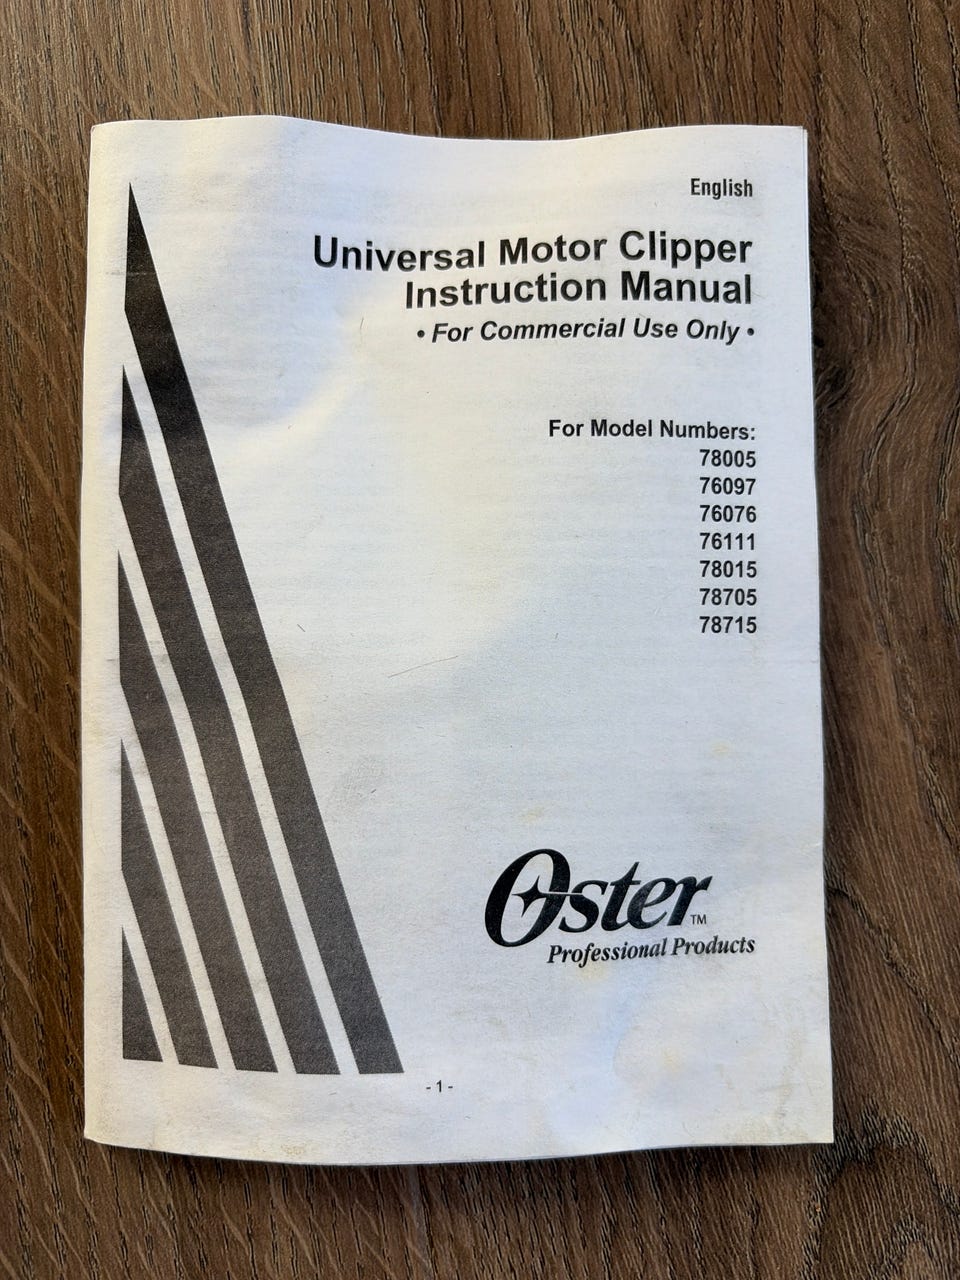 English
Universal Motor Clipper
Instruction Manual
• For Commercial Use Only •
For Model Numbers:
78005
76097
76076
76111
78015
78705
78715
Oster™
Professional Products
- 1 -